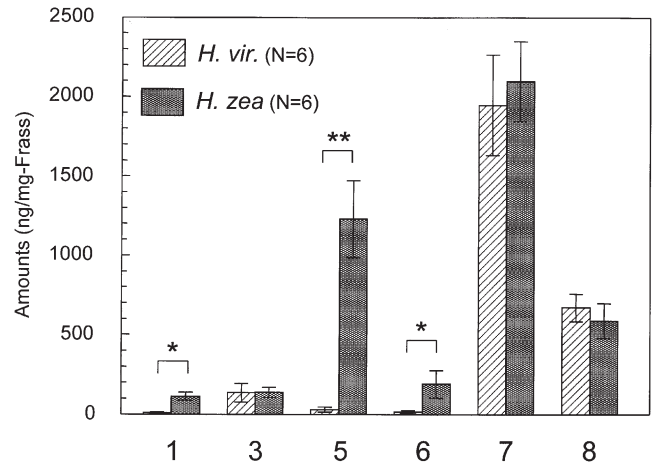 2500
2000
1500
1000
500
0
Amounts (ng/mg-Frass)
H. vir. (N=6)
H. zea (N=6)
*
**
*
1 3 5 6 7 8